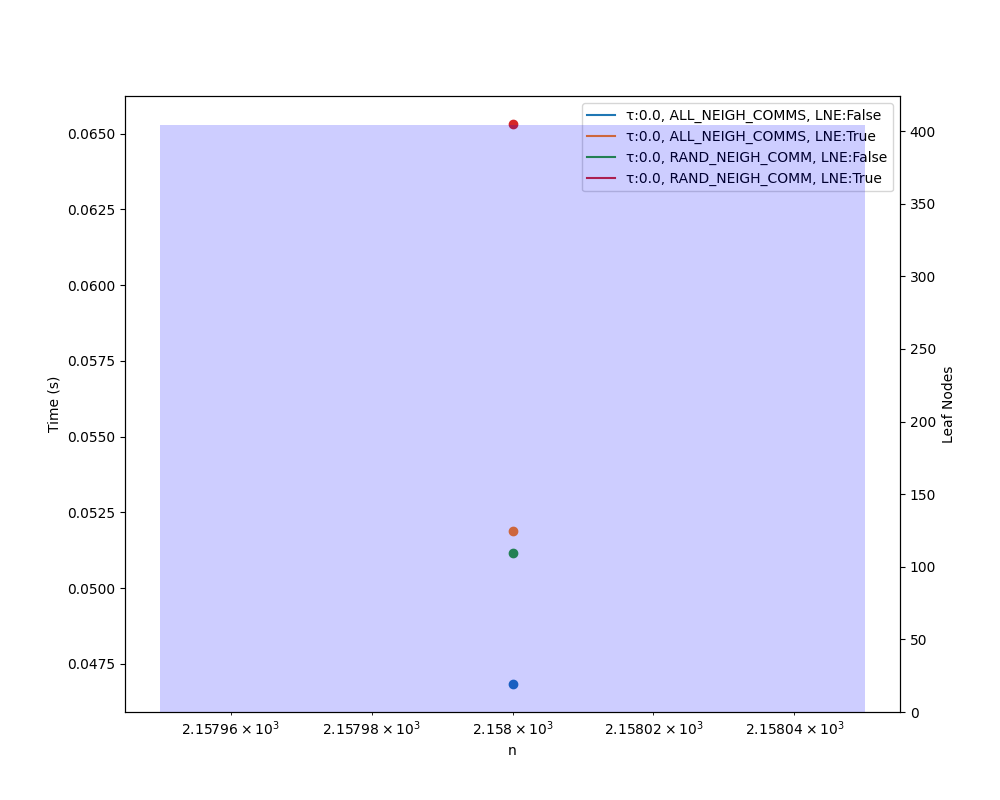 τ:0.0, ALL_NEIGH_COMMS, LNE:False
τ:0.0, ALL_NEIGH_COMMS, LNE:True
τ:0.0, RAND_NEIGH_COMM, LNE:False
τ:0.0, RAND_NEIGH_COMM, LNE:True
0.0650
0.0625
0.0600
0.0575
0.0550
0.0525
0.0500
0.0475
Time (s)
400
350
300
250
200
150
100
50
0
Leaf Nodes
2.15796 × 10³ 2.15798 × 10³ 2.158 × 10³ 2.15802 × 10³ 2.15804 × 10³
n